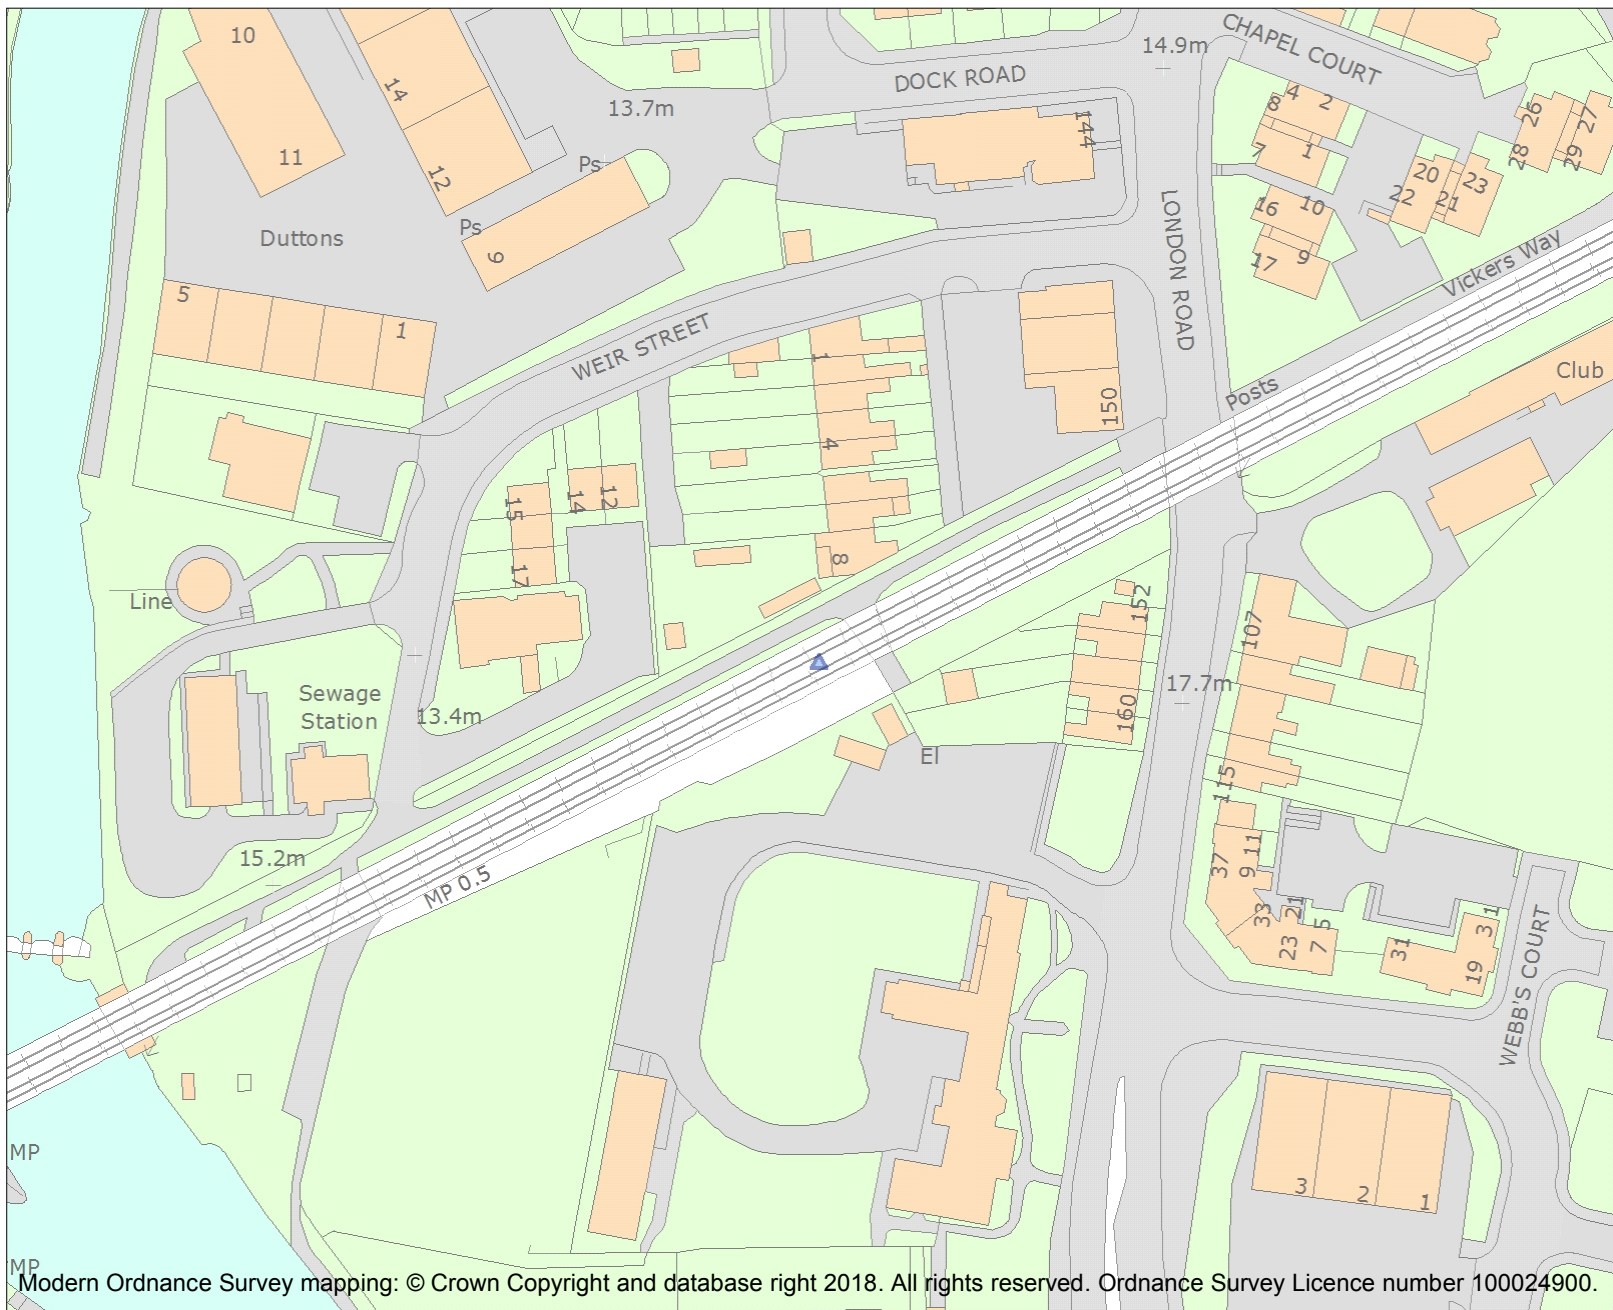 10
14
13.7m
DOCK ROAD
14.9m
CHAPEL COURT
8 4 2
26
27
11
12
Ps
144
7 1
28
29
20
23
22
21
Ps
9
Duttons
LONDON ROAD
16 10
17 9
Vickers Way
5
1
WEIR STREET
1
4
8
150
Posts
Club
15
14
12
17
Line
152
107
160
17.7m
Sewage
Station
13.4m
El
115
15.2m
MP 0.5
37
9 11
33
21
23
7 5
31
3 1
19
WEBB'S COURT
MP
3
2
1
MP
Modern Ordnance Survey mapping: © Crown Copyright and database right 2018. All rights reserved. Ordnance Survey Licence number 100024900.